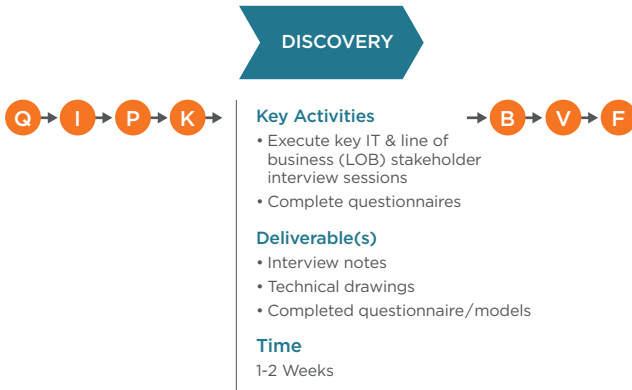 DISCOVERY
Q I P K
Key Activities
• Execute key IT & line of
business (LOB) stakeholder
interview sessions
• Complete questionnaires
Deliverable(s)
• Interview notes
• Technical drawings
• Completed questionnaire/models
Time
1-2 Weeks
B V F